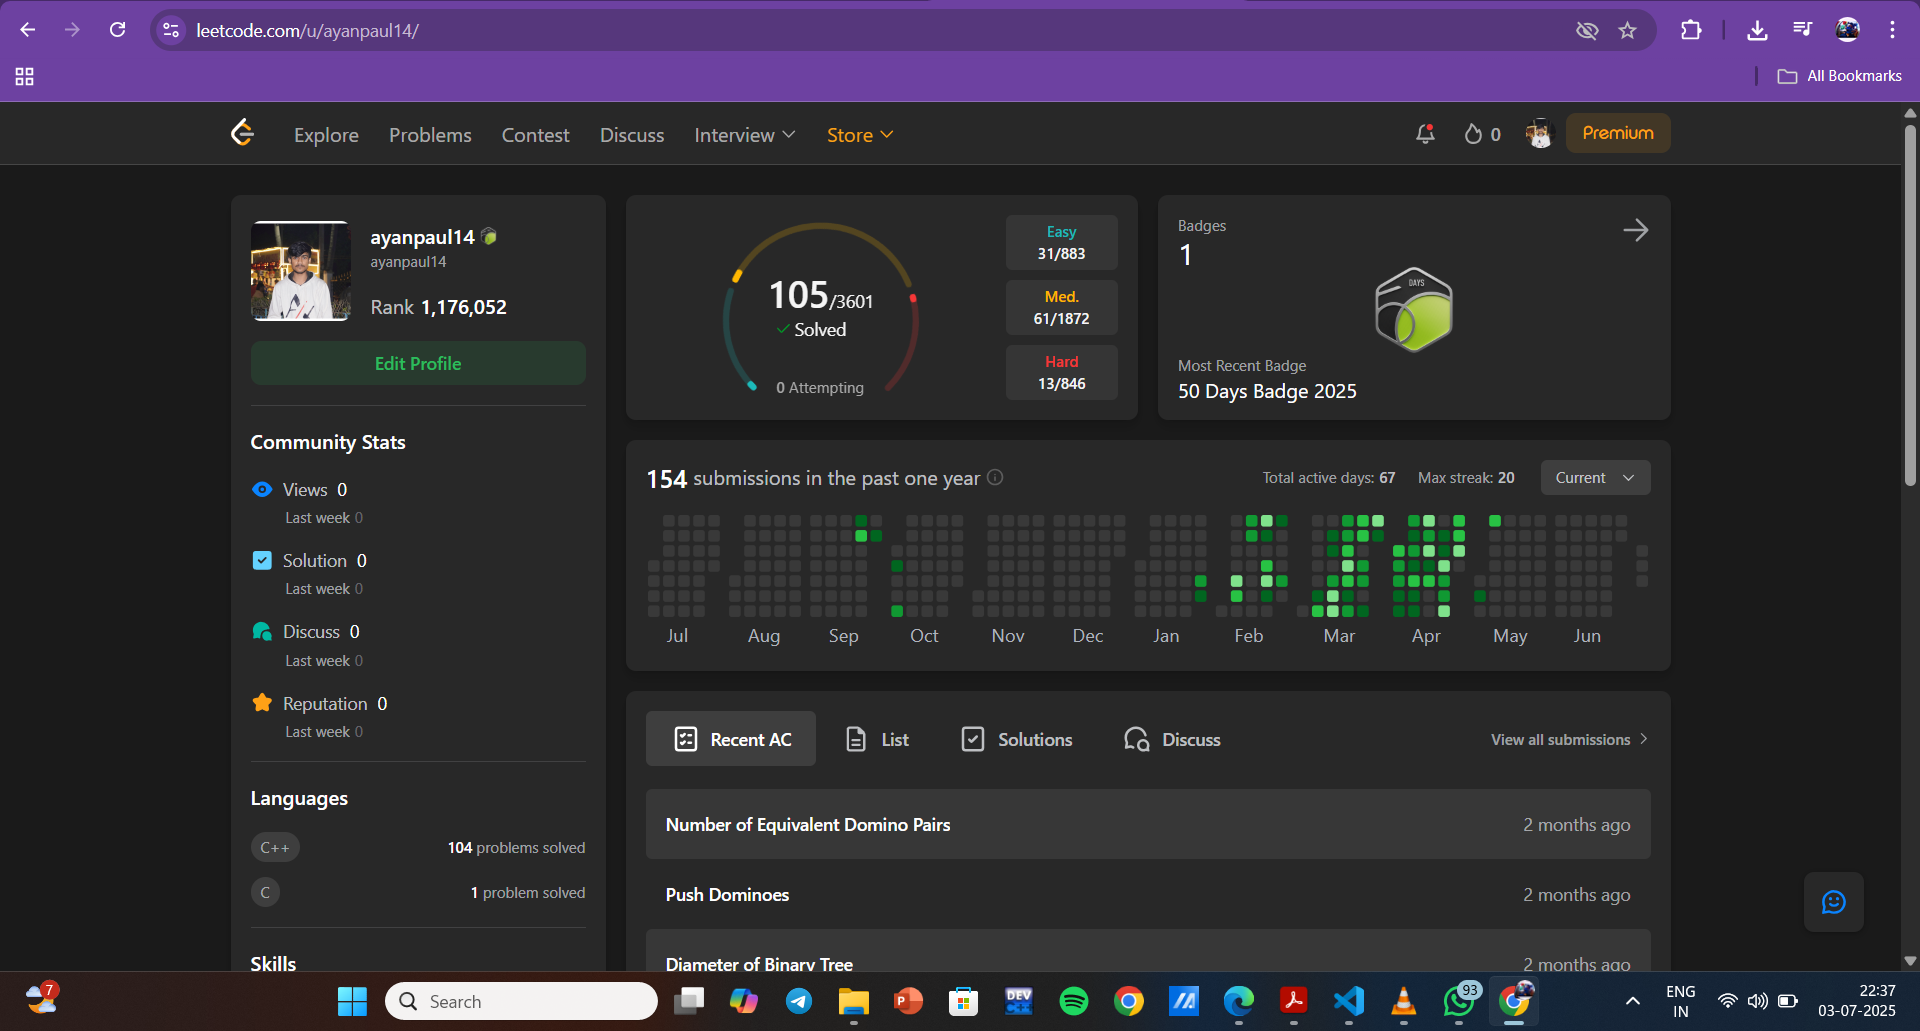 leetcode.com/u/ayanpaul14/
All Bookmarks
Explore
Problems
Contest
Discuss
Interview
Store
0
Premium
ayanpaul14
ayanpaul14
Rank 1,176,052
Edit Profile
Community Stats
Views 0
Last week 0
Solution 0
Last week 0
Discuss 0
Last week 0
Reputation 0
Last week 0
Languages
C++
104 problems solved
C
1 problem solved
Skills
105/3601
Solved
0 Attempting
Easy
31/883
Med.
61/1872
Hard
13/846
Badges
1
DAYS
Most Recent Badge
50 Days Badge 2025
154 submissions in the past one year
Total active days: 67
Max streak: 20
Current
Jul
Aug
Sep
Oct
Nov
Dec
Jan
Feb
Mar
Apr
May
Jun
Recent AC
List
Solutions
Discuss
View all submissions
Number of Equivalent Domino Pairs
2 months ago
Push Dominoes
2 months ago
Diameter of Binary Tree
2 months ago
7
Search
P
DEV
C++
93
ENG
IN
22:37
03-07-2025